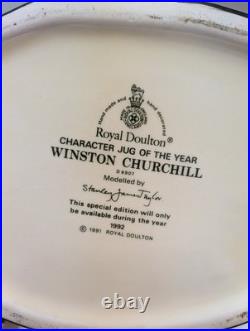 Hand made and hand decorated
Royal Doulton®
CHARACTER JUG OF THE YEAR
WINSTON CHURCHILL
D 6907
Modelled by
Stanley James Taylor
This special edition will only
be available during the year
1992
© 1991 ROYAL DOULTON